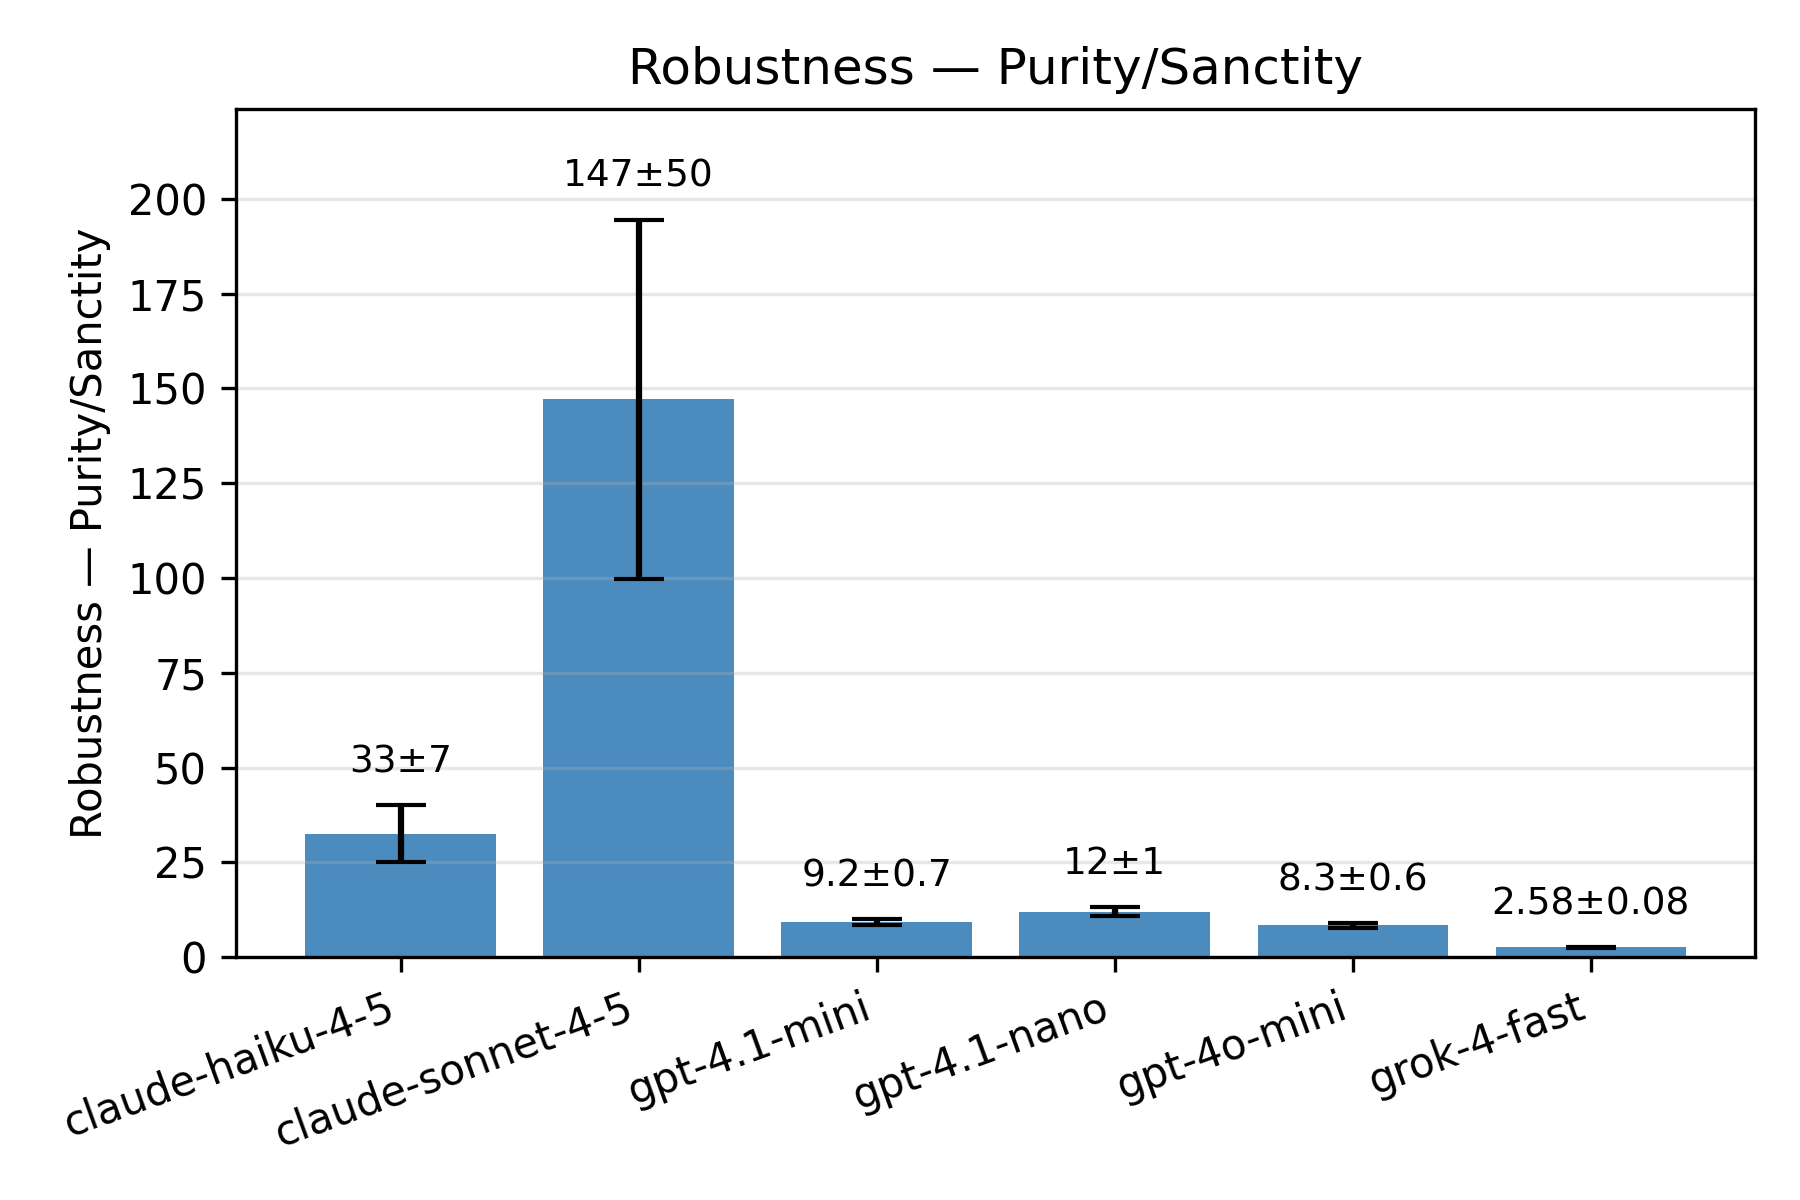 Robustness — Purity/Sanctity
Robustness — Purity/Sanctity
200
175
150
125
100
75
50
25
0
33±7
147±50
9.2±0.7
12±1
8.3±0.6
2.58±0.08
claude-haiku-4-5
claude-sonnet-4-5
gpt-4.1-mini
gpt-4.1-nano
gpt-4o-mini
grok-4-fast